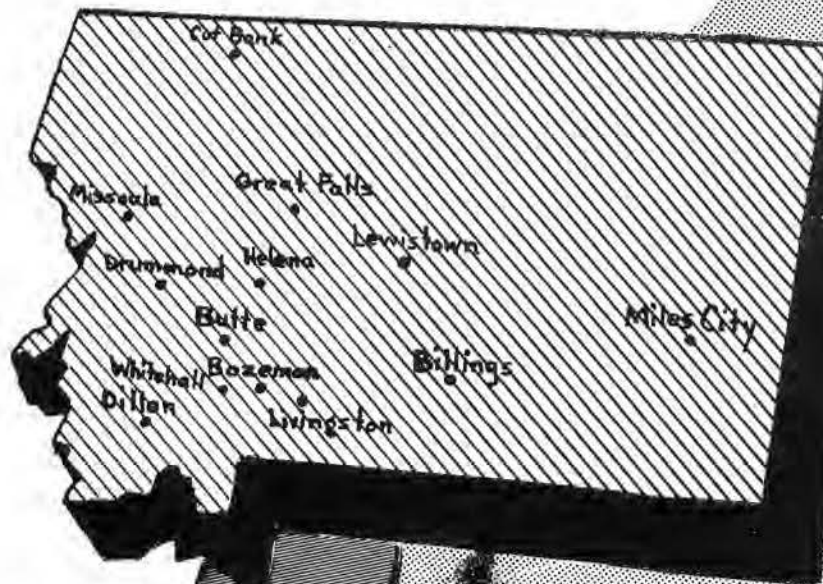 Cut Bank
Great Falls
Missoula
Lewistown
Helena
Drummond
Miles City
Butte
Whitehall
Bozeman
Billings
Dillon
Livingston